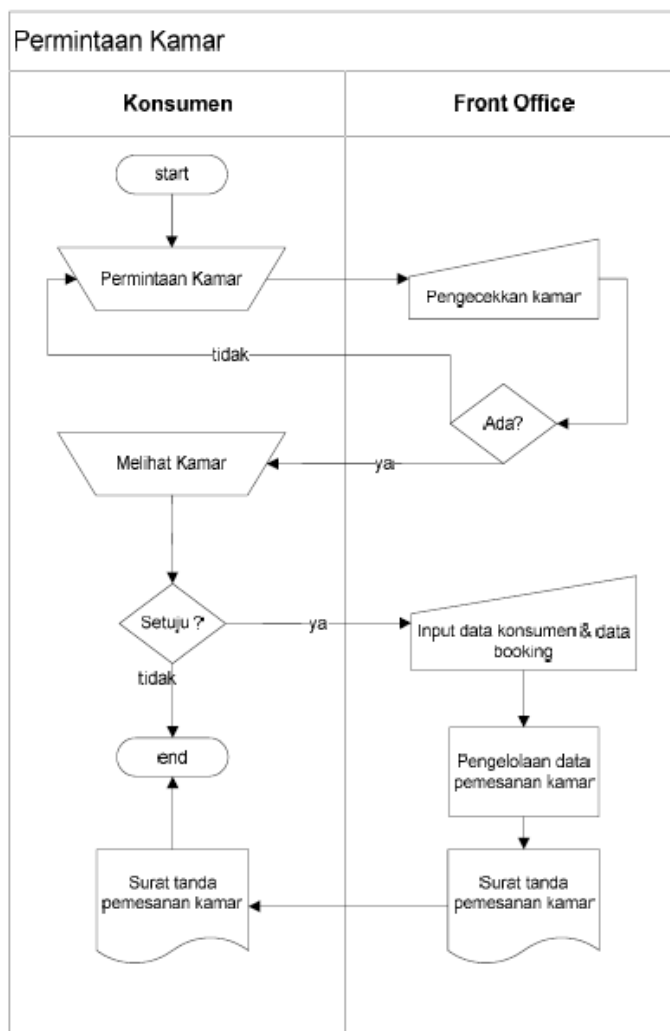 Permintaan Kamar
Konsumen
Front Office
start
Permintaan Kamar
Pengecekkan kamar
tidak
Ada?
Melihat Kamar
ya
Setuju ?
ya
Input data konsumen & data
booking
tidak
end
Pengelolaan data
pemesanan kamar
Surat tanda
pemesanan kamar
Surat tanda
pemesanan kamar